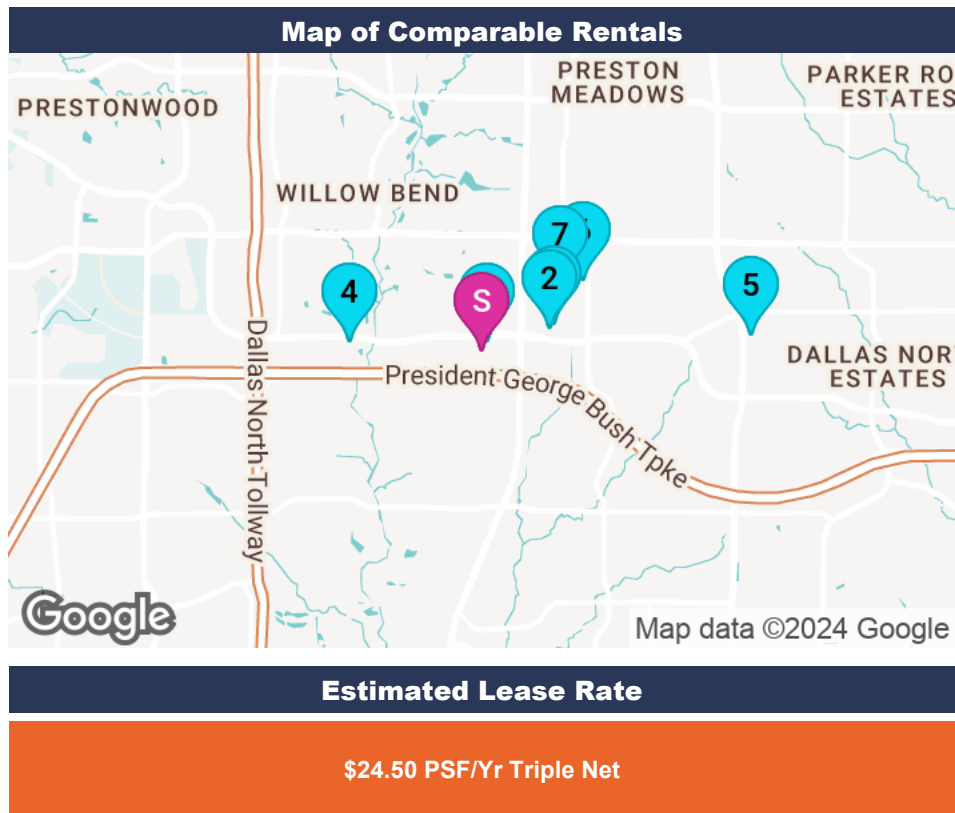 Map of Comparable Rentals
PRESTON
MEADOWS
PRESTONWOOD
PARKER RO
ESTATES
WILLOW BEND
7
2
4
S
5
Dallas North Tollway
President George Bush Tpke
DALLAS NOR
ESTATES
Google
Map data ©2024 Google
Estimated Lease Rate
$24.50 PSF/Yr Triple Net